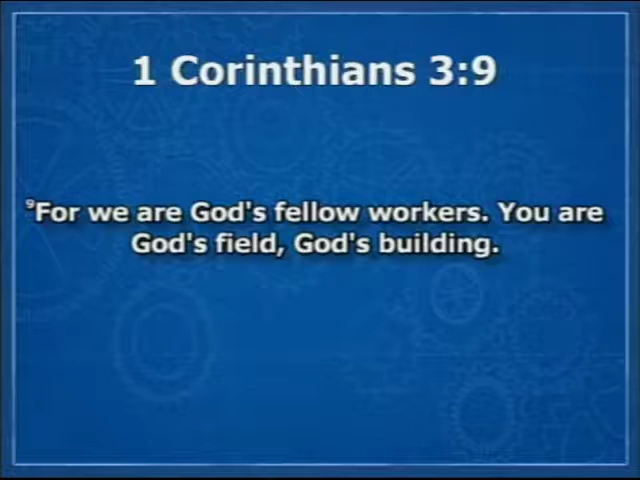 1 Corinthians 3:9
⁹For we are God's fellow workers. You are
God's field, God's building.